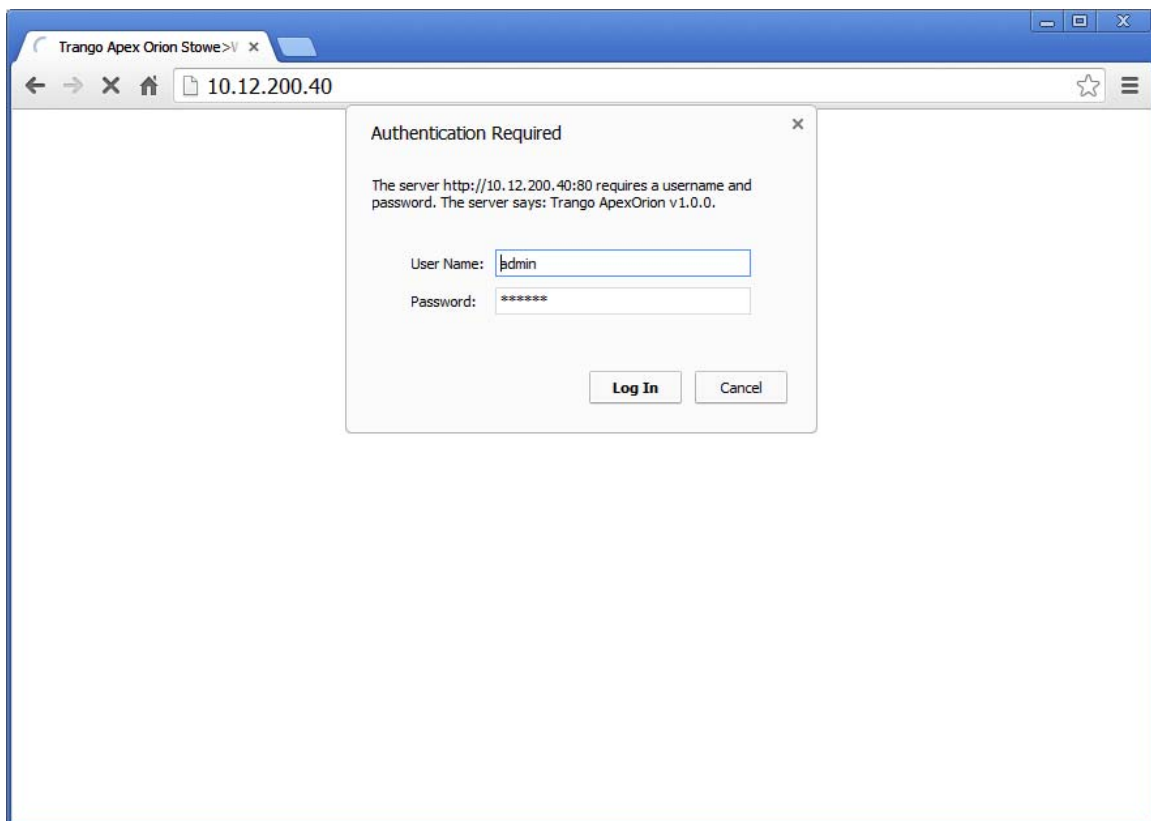 Trango Apex Orion Stowe>V
10.12.200.40
Authentication Required
The server http://10.12.200.40:80 requires a username and
password. The server says: Trango ApexOrion v1.0.0.
User Name: admin
Password: ******
Log In Cancel